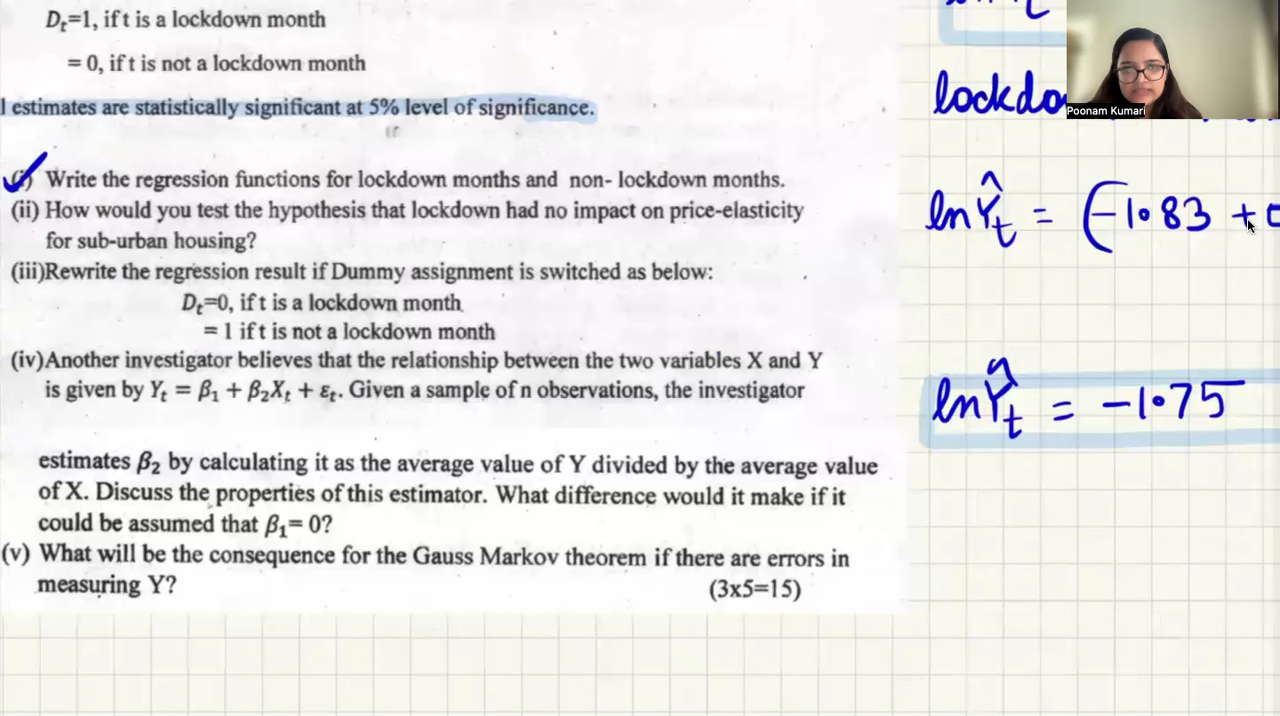 Dt=1, if t is a lockdown month
= 0, if t is not a lockdown month
l estimates are statistically significant at 5% level of significance.
(i) Write the regression functions for lockdown months and non- lockdown months.
(ii) How would you test the hypothesis that lockdown had no impact on price-elasticity
for sub-urban housing?
(iii)Rewrite the regression result if Dummy assignment is switched as below:
Dt=0, if t is a lockdown month
= 1 if t is not a lockdown month
(iv)Another investigator believes that the relationship between the two variables X and Y
is given by Yt = β1 + β2Xt + εt. Given a sample of n observations, the investigator
estimates β2 by calculating it as the average value of Y divided by the average value
of X. Discuss the properties of this estimator. What difference would it make if it
could be assumed that β1= 0?
(v) What will be the consequence for the Gauss Markov theorem if there are errors in
measuring Y?
(3x5=15)
lockdo
Poonam Kumari
ln Ŷt = (-1.83 +
ln Ŷt = -1.75